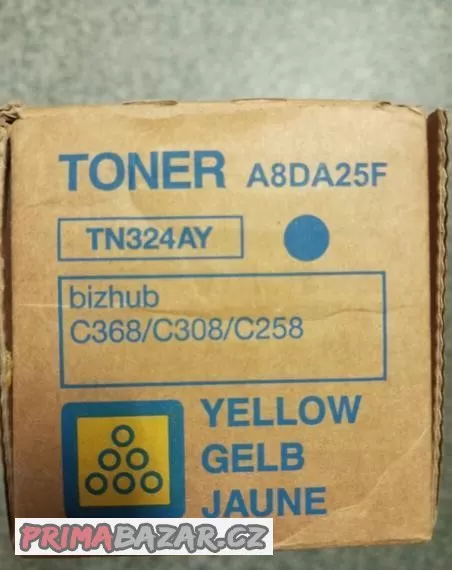 TONER A8DA25F
TN324AY
bizhub
C368/C308/C258
YELLOW
GELB
JAUNE
PRIMABAZAR.CZ